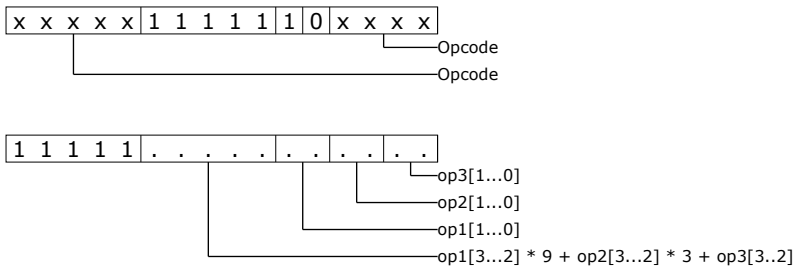 x x x x x 1 1 1 1 1 1 0 x x x x
Opcode
Opcode
1 1 1 1 1 . . . . . . . . . . .
op3[1...0]
op2[1...0]
op1[1...0]
op1[3...2] * 9 + op2[3...2] * 3 + op3[3..2]